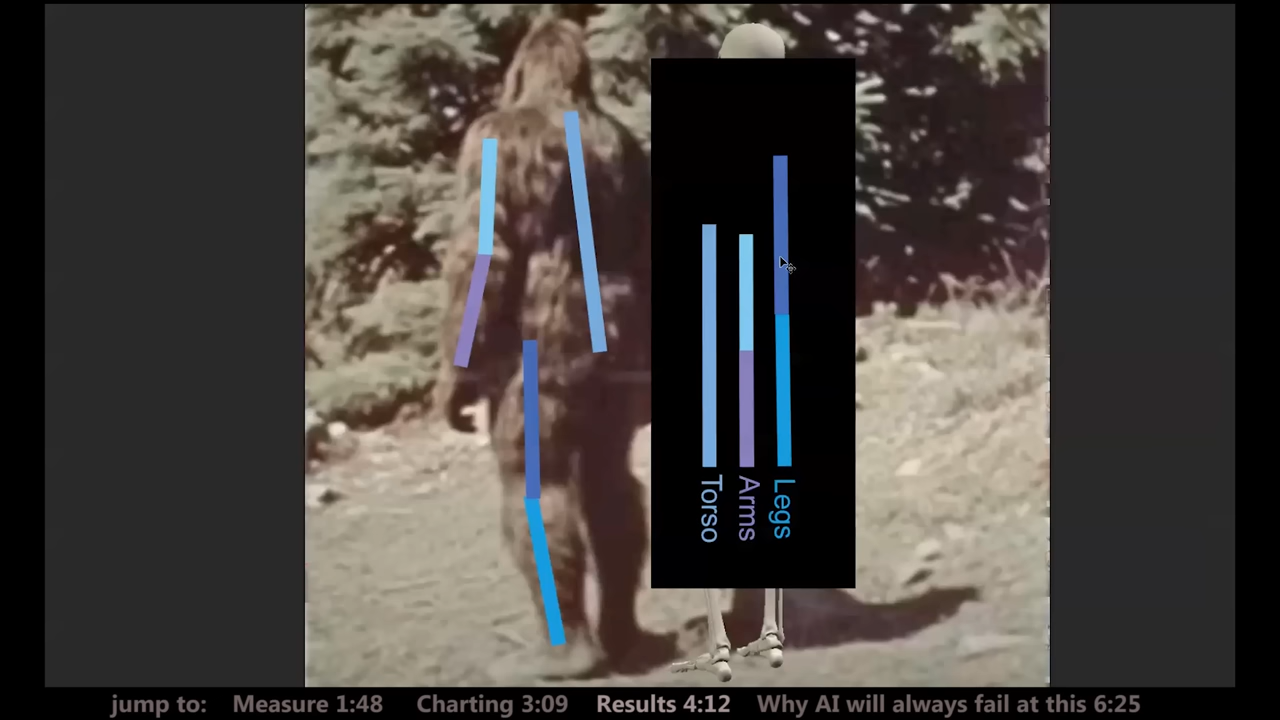 Torso
Arms
Legs
jump to: Measure 1:48 Charting 3:09 Results 4:12 Why AI will always fail at this 6:25